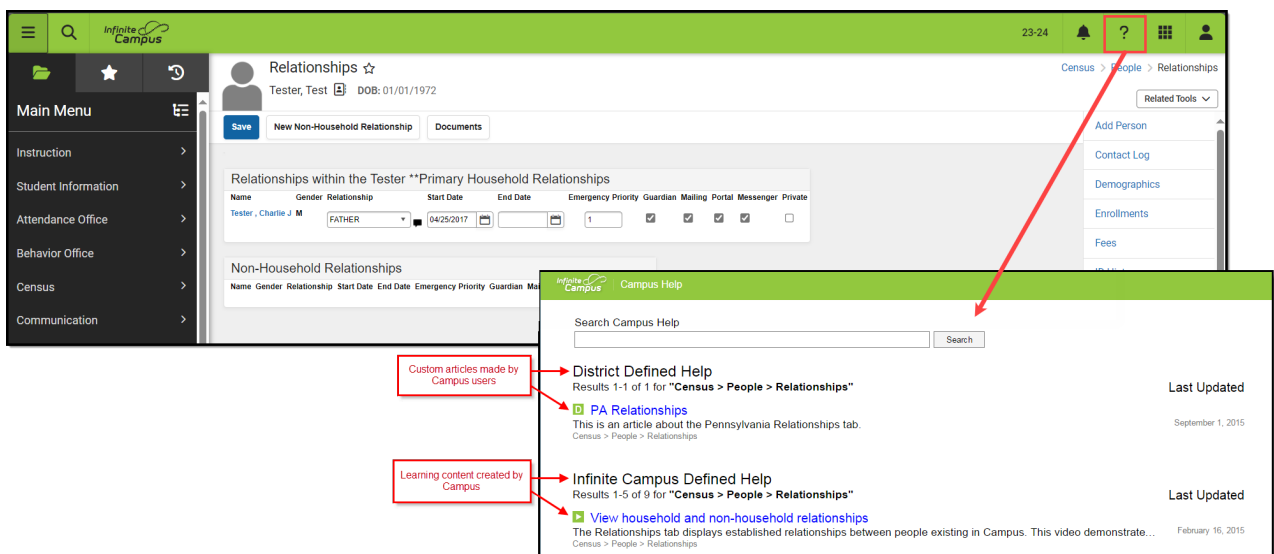 Infinite Campus
23-24
?
Relationships
Tester, Test DOB: 01/01/1972
Census > People > Relationships
Related Tools
Main Menu
Save New Non-Household Relationship Documents
Add Person
Contact Log
Demographics
Enrollments
Fees
Instruction >
Student Information >
Attendance Office >
Behavior Office >
Census >
Communication >
Relationships within the Tester **Primary Household Relationships
Name Gender Relationship Start Date End Date Emergency Priority Guardian Mailing Portal Messenger Private
Tester , Charlie J M FATHER 04/25/2017 1
Non-Household Relationships
Name Gender Relationship Start Date End Date Emergency Priority Guardian
Infinite Campus Campus Help
Search Campus Help
Search
Custom articles made by
Campus users
District Defined Help
Results 1-1 of 1 for "Census > People > Relationships" Last Updated
D PA Relationships
This is an article about the Pennsylvania Relationships tab. September 1, 2015
Census > People > Relationships
Learning content created by
Campus
Infinite Campus Defined Help
Results 1-5 of 9 for "Census > People > Relationships" Last Updated
View household and non-household relationships
The Relationships tab displays established relationships between people existing in Campus. This video demonstrate... February 16, 2015
Census > People > Relationships